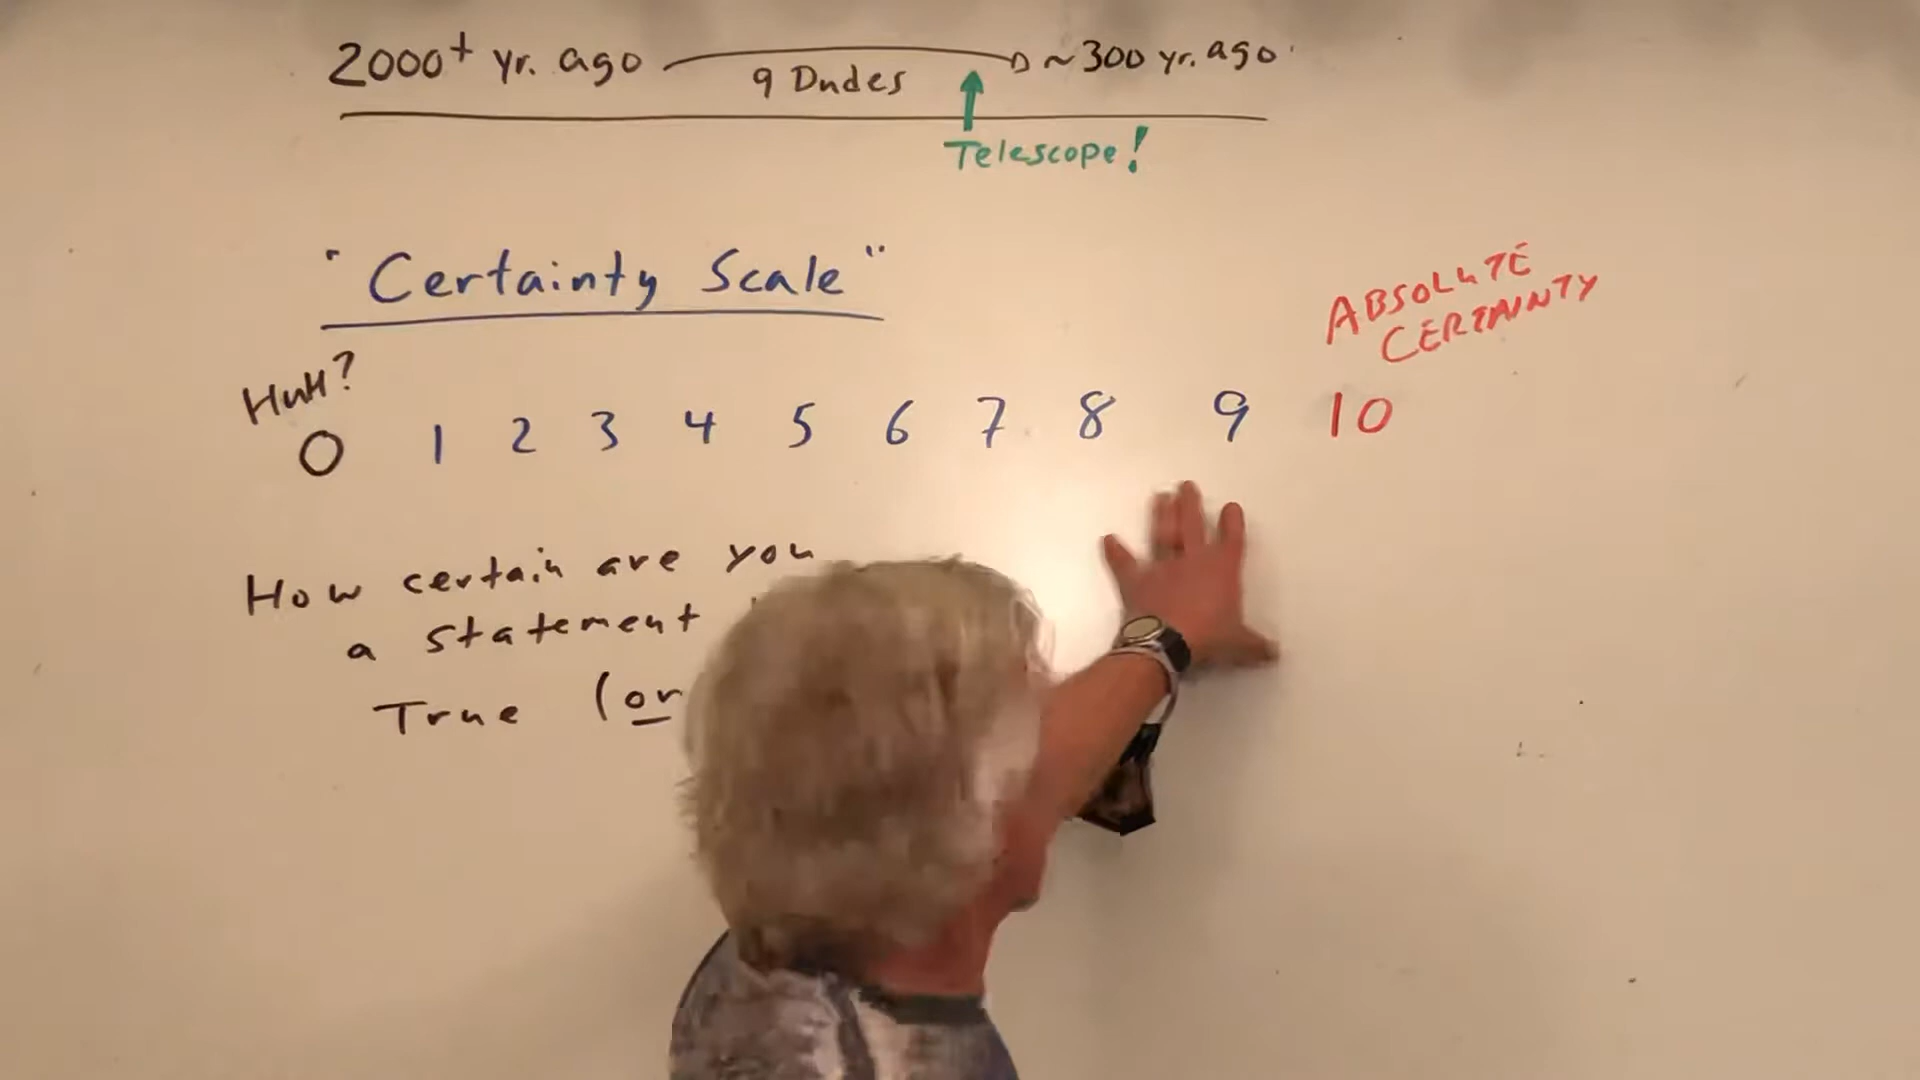 2000+ yr. ago ~300 yr. ago
9 Dudes
Telescope!
"Certainty Scale"
ABSOLUTE
CERTAINTY
HuH?
0 1 2 3 4 5 6 7 8 9 10
How certain are you
a statement
True (or